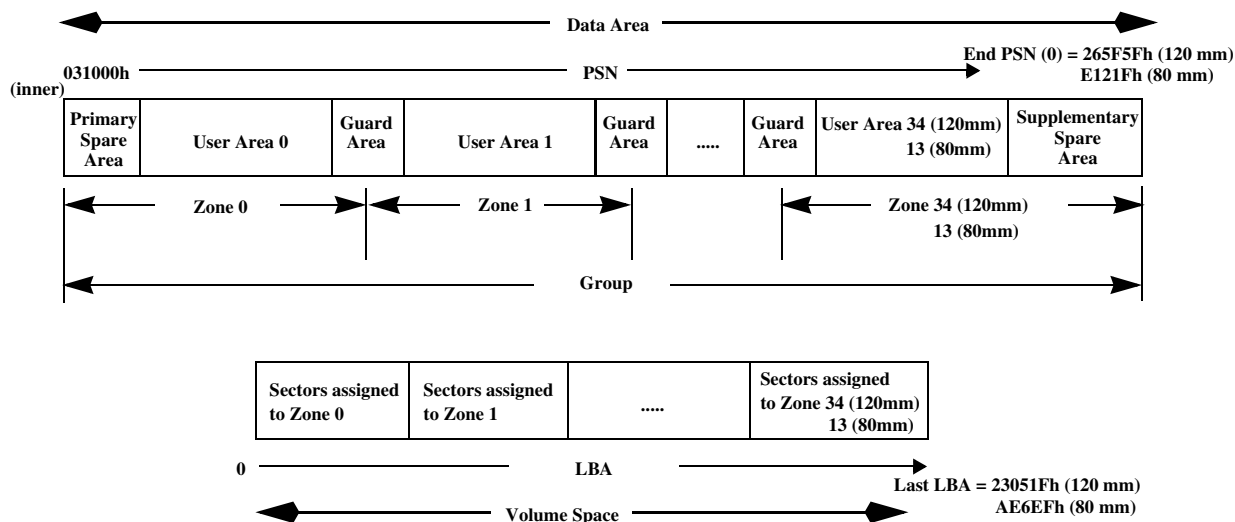 Data Area
End PSN (0) = 265F5Fh (120 mm)
E121Fh (80 mm)
031000h
PSN
(inner)
Primary
Spare
Area
User Area 0
Guard
Area
User Area 1
Guard
Area
.....
Guard
Area
User Area 34 (120mm)
13 (80mm)
Supplementary
Spare
Area
Zone 0
Zone 1
Zone 34 (120mm)
13 (80mm)
Group
Sectors assigned
to Zone 0
Sectors assigned
to Zone 1
.....
Sectors assigned
to Zone 34 (120mm)
13 (80mm)
0
LBA
Last LBA = 23051Fh (120 mm)
AE6EFh (80 mm)
Volume Space